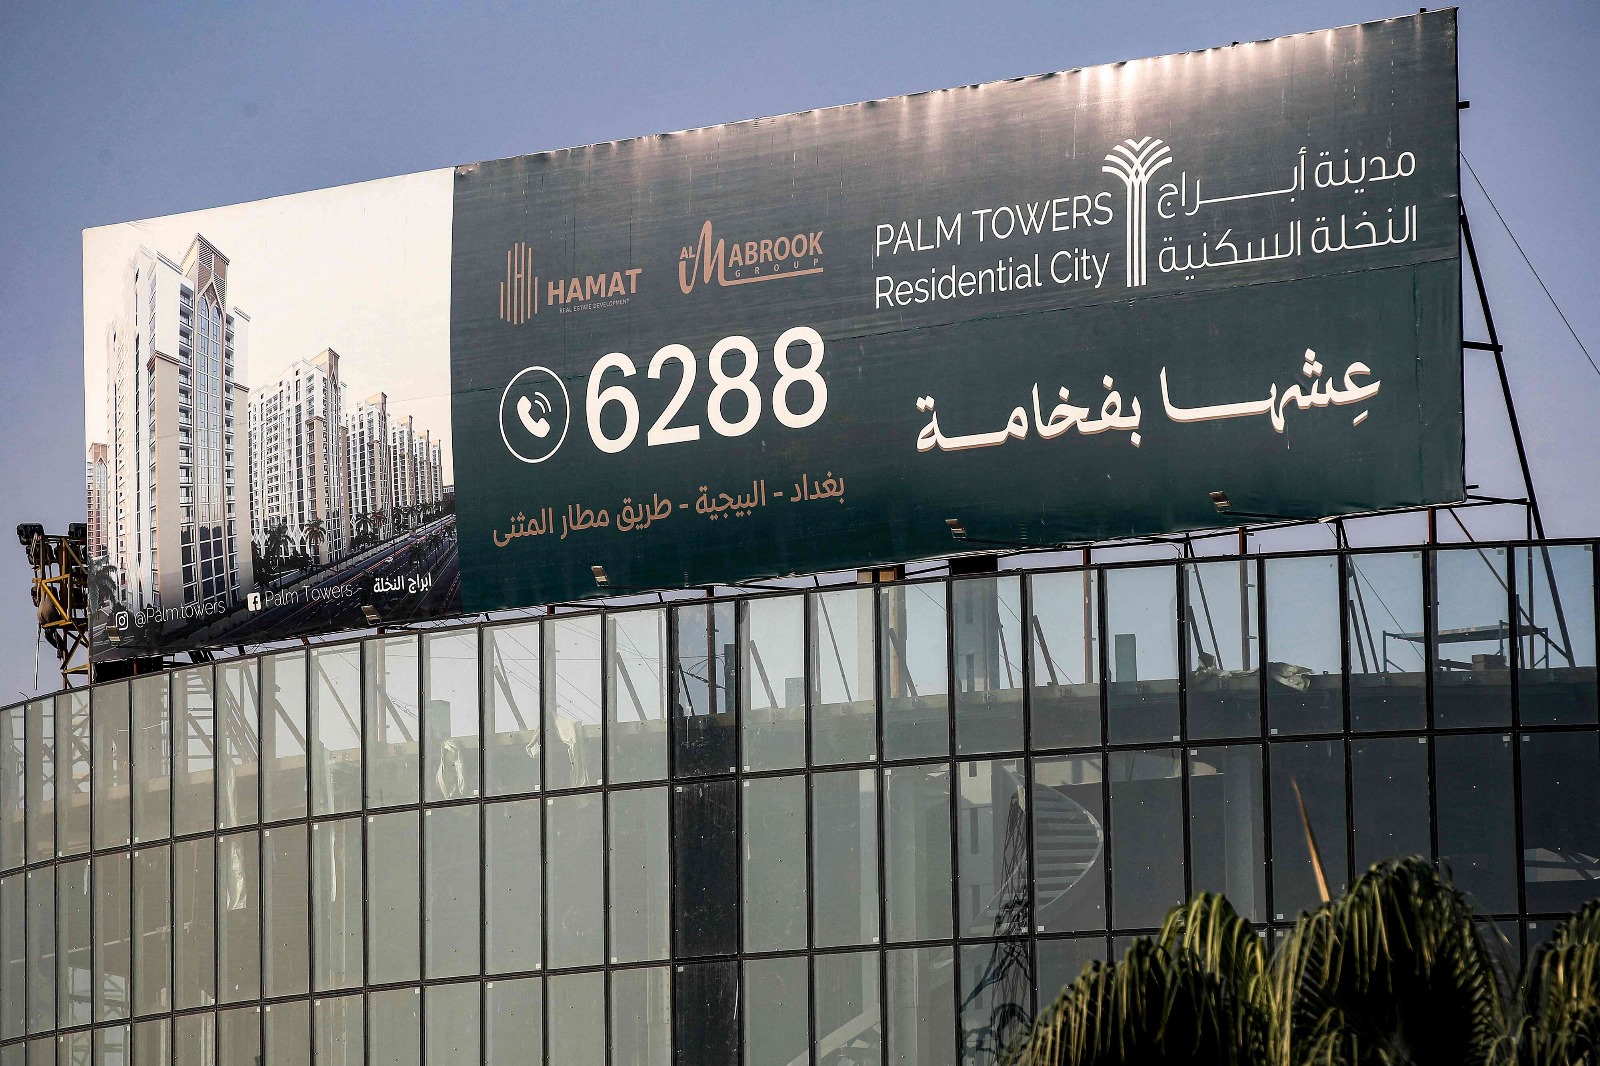 PALM TOWERS
Residential City
مدينة أبراج
النخلة السكنية
HAMAT
REAL ESTATE DEVELOPMENT
AL MABROOK
GROUP
6288
عِشها بفخامة
بغداد - البيجية - طريق مطار المثنى
@Palm.towers
Palm Towers - ابراج النخلة